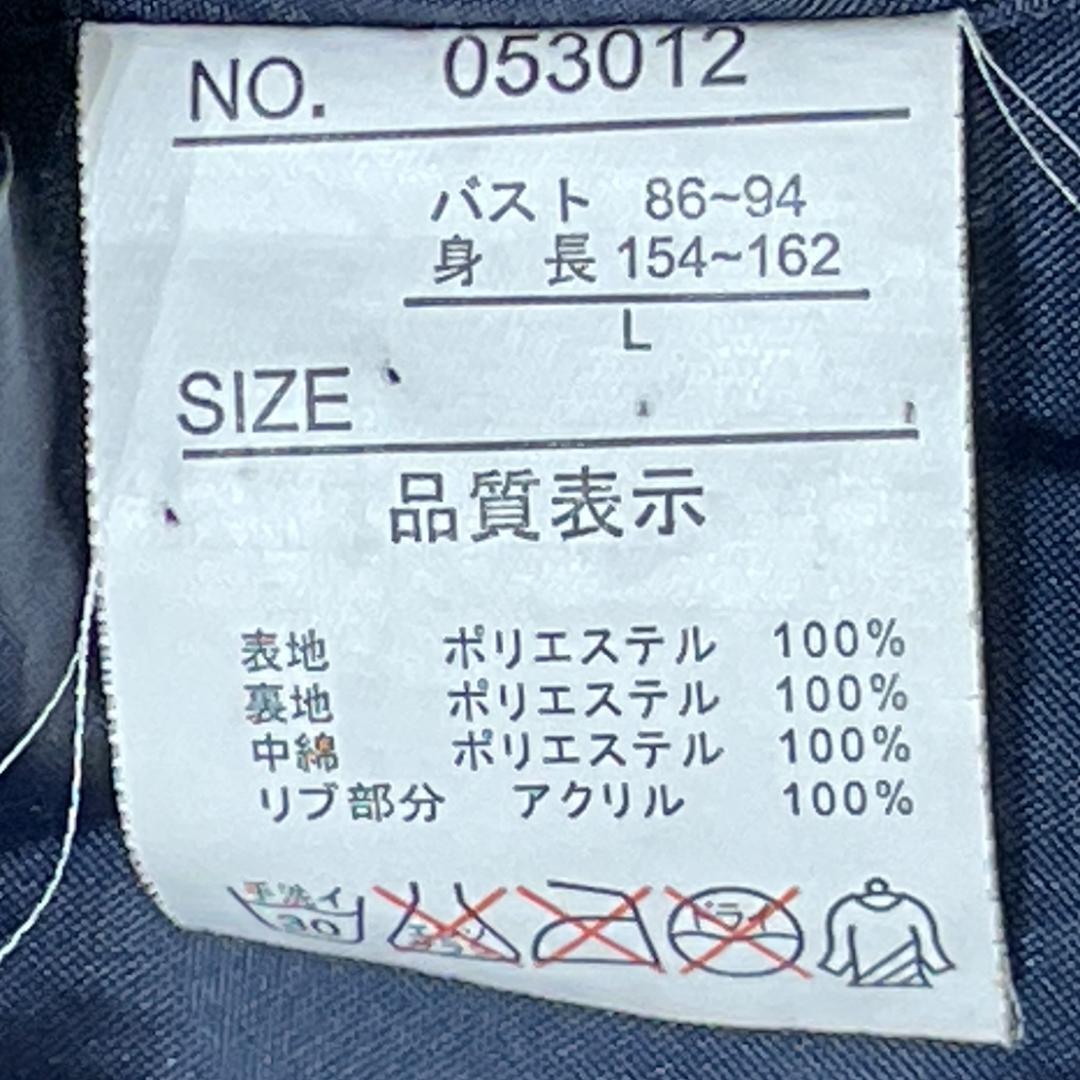 NO. 053012
バスト 86~94
身 長 154~162
L
SIZE
品質表示
表地 ポリエステル 100%
裏地 ポリエステル 100%
中綿 ポリエステル 100%
リブ部分 アクリル 100%
手洗イ
30
エンソ
ドライ